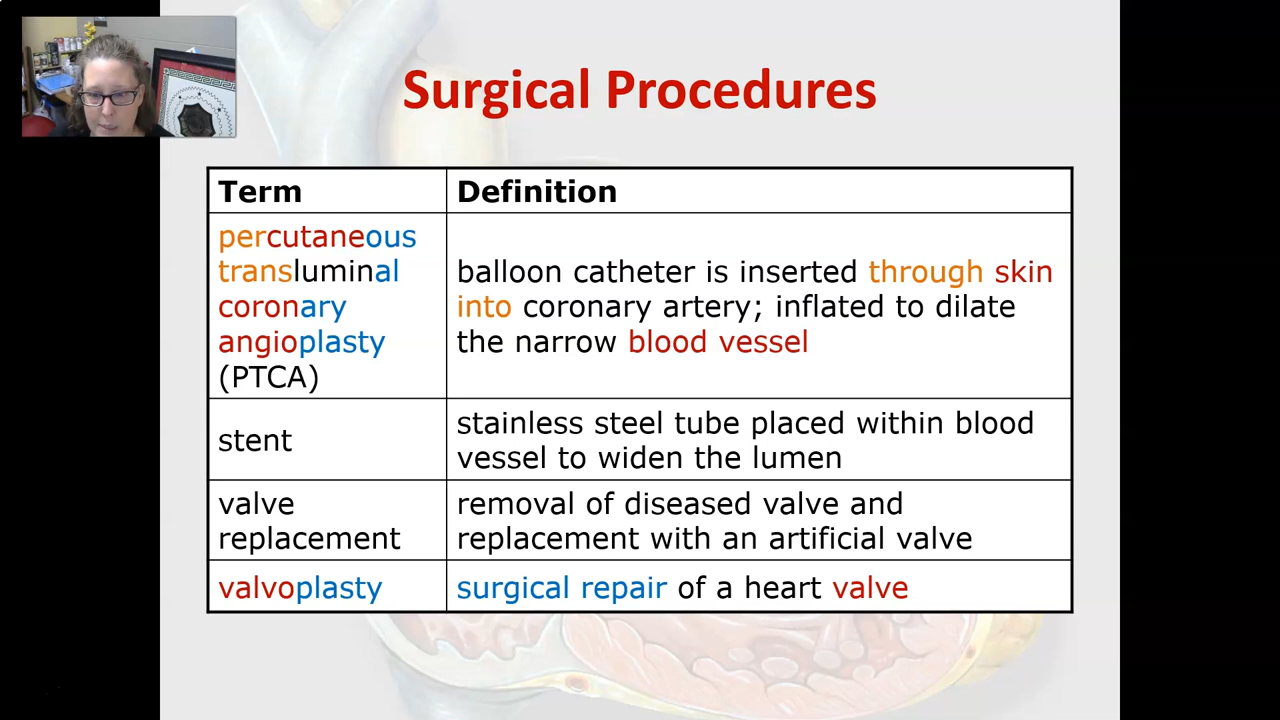 Surgical Procedures
Term
Definition
percutaneous
transluminal
coronary
angioplasty
(PTCA)
balloon catheter is inserted through skin
into coronary artery; inflated to dilate
the narrow blood vessel
stent
stainless steel tube placed within blood
vessel to widen the lumen
valve
replacement
removal of diseased valve and
replacement with an artificial valve
valvoplasty
surgical repair of a heart valve